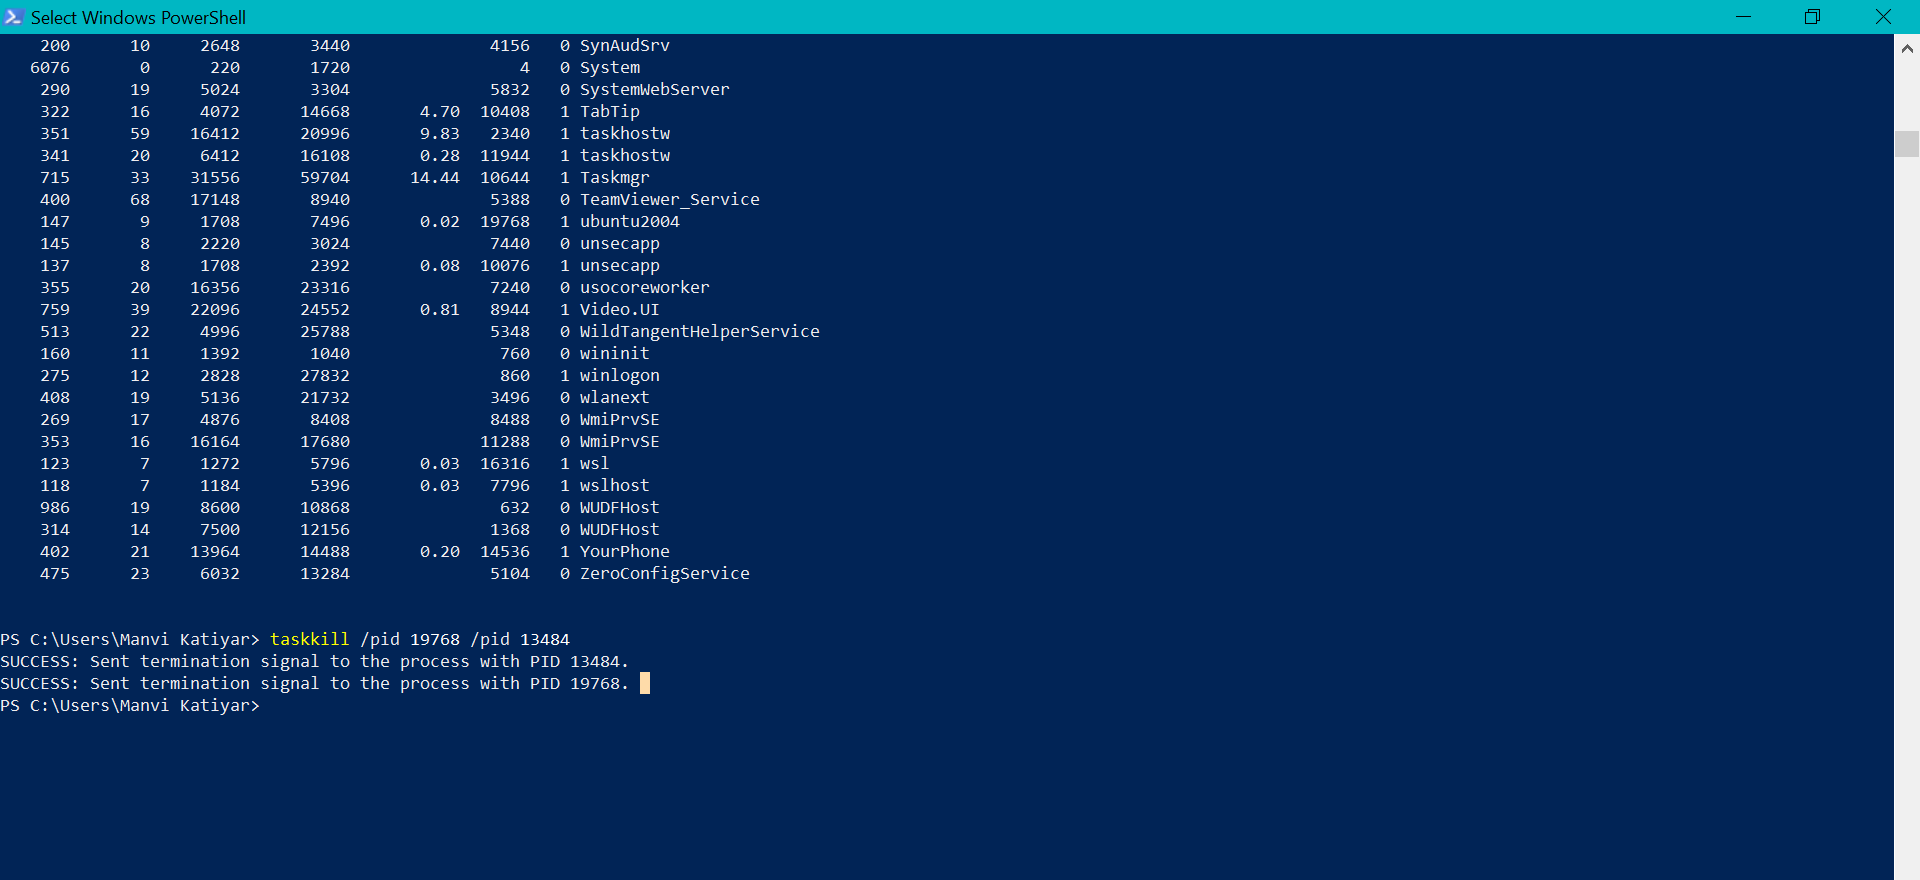 Select Windows PowerShell
200 10 2648 3440 4156 0 SynAudSrv
6076 0 220 1720 4 0 System
290 19 5024 3304 5832 0 SystemWebServer
322 16 4072 14668 4.70 10408 1 TabTip
351 59 16412 20996 9.83 2340 1 taskhostw
341 20 6412 16108 0.28 11944 1 taskhostw
715 33 31556 59704 14.44 10644 1 Taskmgr
400 68 17148 8940 5388 0 TeamViewer_Service
147 9 1708 7496 0.02 19768 1 ubuntu2004
145 8 2220 3024 7440 0 unsecapp
137 8 1708 2392 0.08 10076 1 unsecapp
355 20 16356 23316 7240 0 usocoreworker
759 39 22096 24552 0.81 8944 1 Video.UI
513 22 4996 25788 5348 0 WildTangentHelperService
160 11 1392 1040 760 0 wininit
275 12 2828 27832 860 1 winlogon
408 19 5136 21732 3496 0 wlanext
269 17 4876 8408 8488 0 WmiPrvSE
353 16 16164 17680 11288 0 WmiPrvSE
123 7 1272 5796 0.03 16316 1 wsl
118 7 1184 5396 0.03 7796 1 wslhost
986 19 8600 10868 632 0 WUDFHost
314 14 7500 12156 1368 0 WUDFHost
402 21 13964 14488 0.20 14536 1 YourPhone
475 23 6032 13284 5104 0 ZeroConfigService
PS C:\Users\Manvi Katiyar> taskkill /pid 19768 /pid 13484
SUCCESS: Sent termination signal to the process with PID 13484.
SUCCESS: Sent termination signal to the process with PID 19768.
PS C:\Users\Manvi Katiyar>